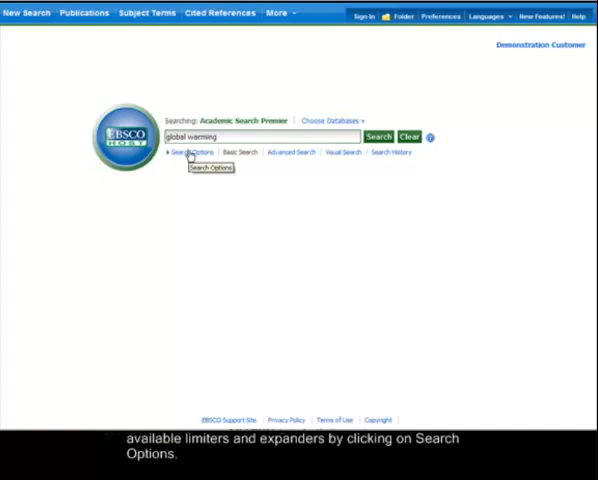 New Search Publications Subject Terms Cited References More
Sign In Folder Preferences Languages New Features! Help
Demonstration Customer
Searching: Academic Search Premier Choose Databases »
EBSCO
HOST
global warming
Search Clear
Search Options Basic Search Advanced Search Visual Search Search History
Search Options
EBSCO Support Site Privacy Policy Terms of Use Copyright
available limiters and expanders by clicking on Search
Options.